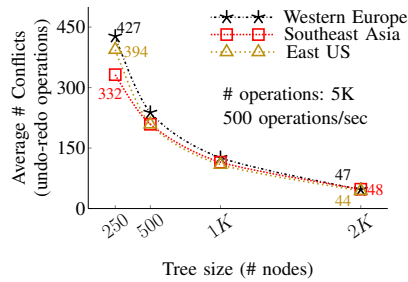 Average # Conflicts
(undo-redo operations)
450
300
150
0
427
394
332
Western Europe
Southeast Asia
East US
# operations: 5K
500 operations/sec
47
48
44
250
500
1K
2K
Tree size (# nodes)